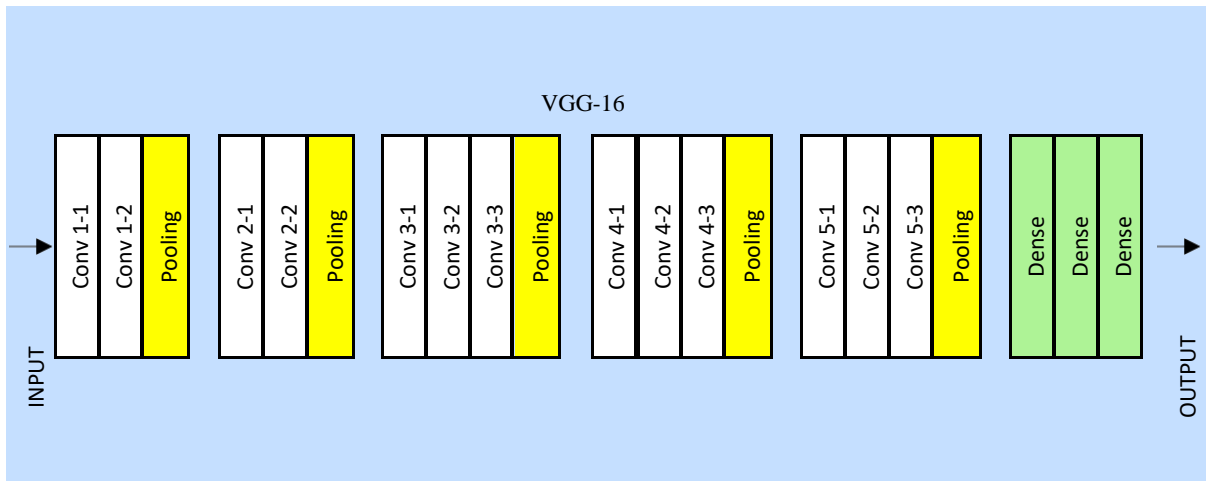 VGG-16
INPUT
Conv 1-1
Conv 1-2
Pooling
Conv 2-1
Conv 2-2
Pooling
Conv 3-1
Conv 3-2
Conv 3-3
Pooling
Conv 4-1
Conv 4-2
Conv 4-3
Pooling
Conv 5-1
Conv 5-2
Conv 5-3
Pooling
Dense
Dense
Dense
OUTPUT